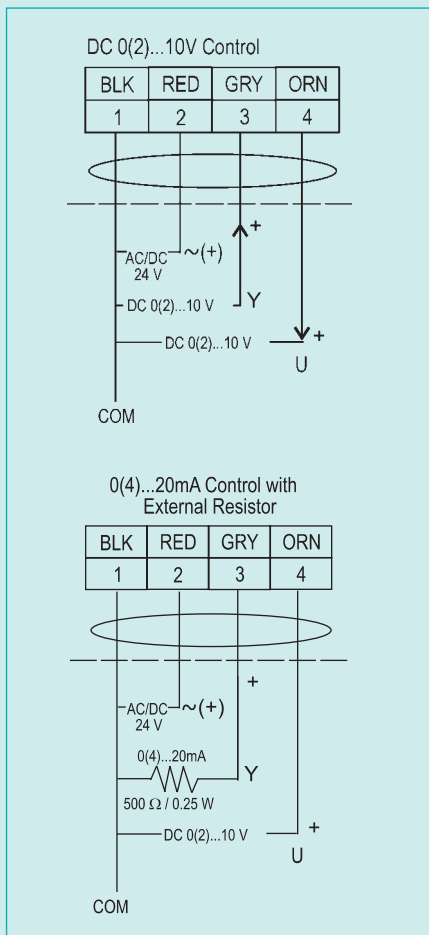 DC 0(2)...10V Control
BLK RED GRY ORN
1 2 3 4
+
AC/DC ~(+)
24 V
DC 0(2)...10 V Y
+
DC 0(2)...10 V
U
COM
0(4)...20mA Control with
External Resistor
BLK RED GRY ORN
1 2 3 4
+
AC/DC ~(+)
24 V
0(4)...20mA
Y
500 Ω / 0.25 W
+
DC 0(2)...10 V
U
COM